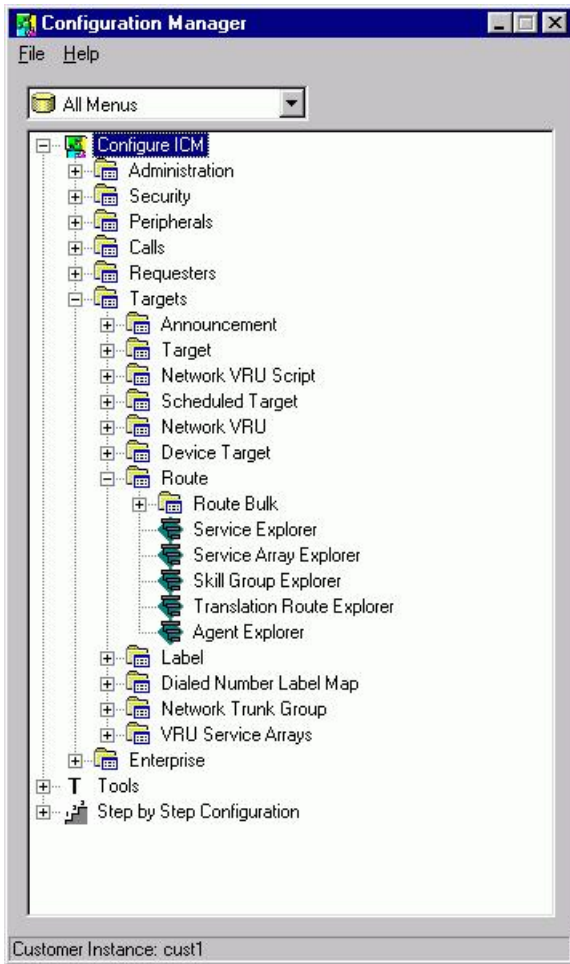 Configuration Manager
File Help
All Menus
Configure ICM
Administration
Security
Peripherals
Calls
Requesters
Targets
Announcement
Target
Network VRU Script
Scheduled Target
Network VRU
Device Target
Route
Route Bulk
Service Explorer
Service Array Explorer
Skill Group Explorer
Translation Route Explorer
Agent Explorer
Label
Dialed Number Label Map
Network Trunk Group
VRU Service Arrays
Enterprise
T Tools
Step by Step Configuration
Customer Instance: cust1